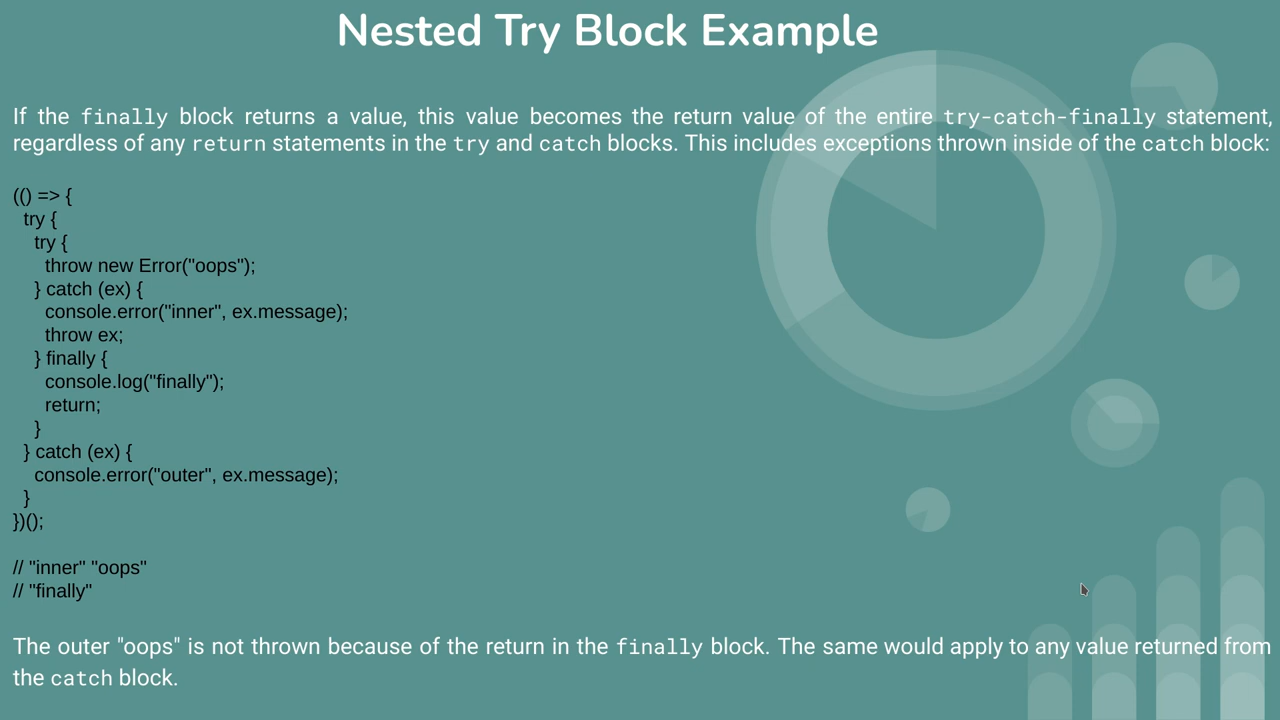 Nested Try Block Example
If the finally block returns a value, this value becomes the return value of the entire try-catch-finally statement,
regardless of any return statements in the try and catch blocks. This includes exceptions thrown inside of the catch block:
(() => {
  try {
    try {
      throw new Error("oops");
    } catch (ex) {
      console.error("inner", ex.message);
      throw ex;
    } finally {
      console.log("finally");
      return;
    }
  } catch (ex) {
    console.error("outer", ex.message);
  }
})();
// "inner" "oops"
// "finally"
The outer "oops" is not thrown because of the return in the finally block. The same would apply to any value returned from
the catch block.